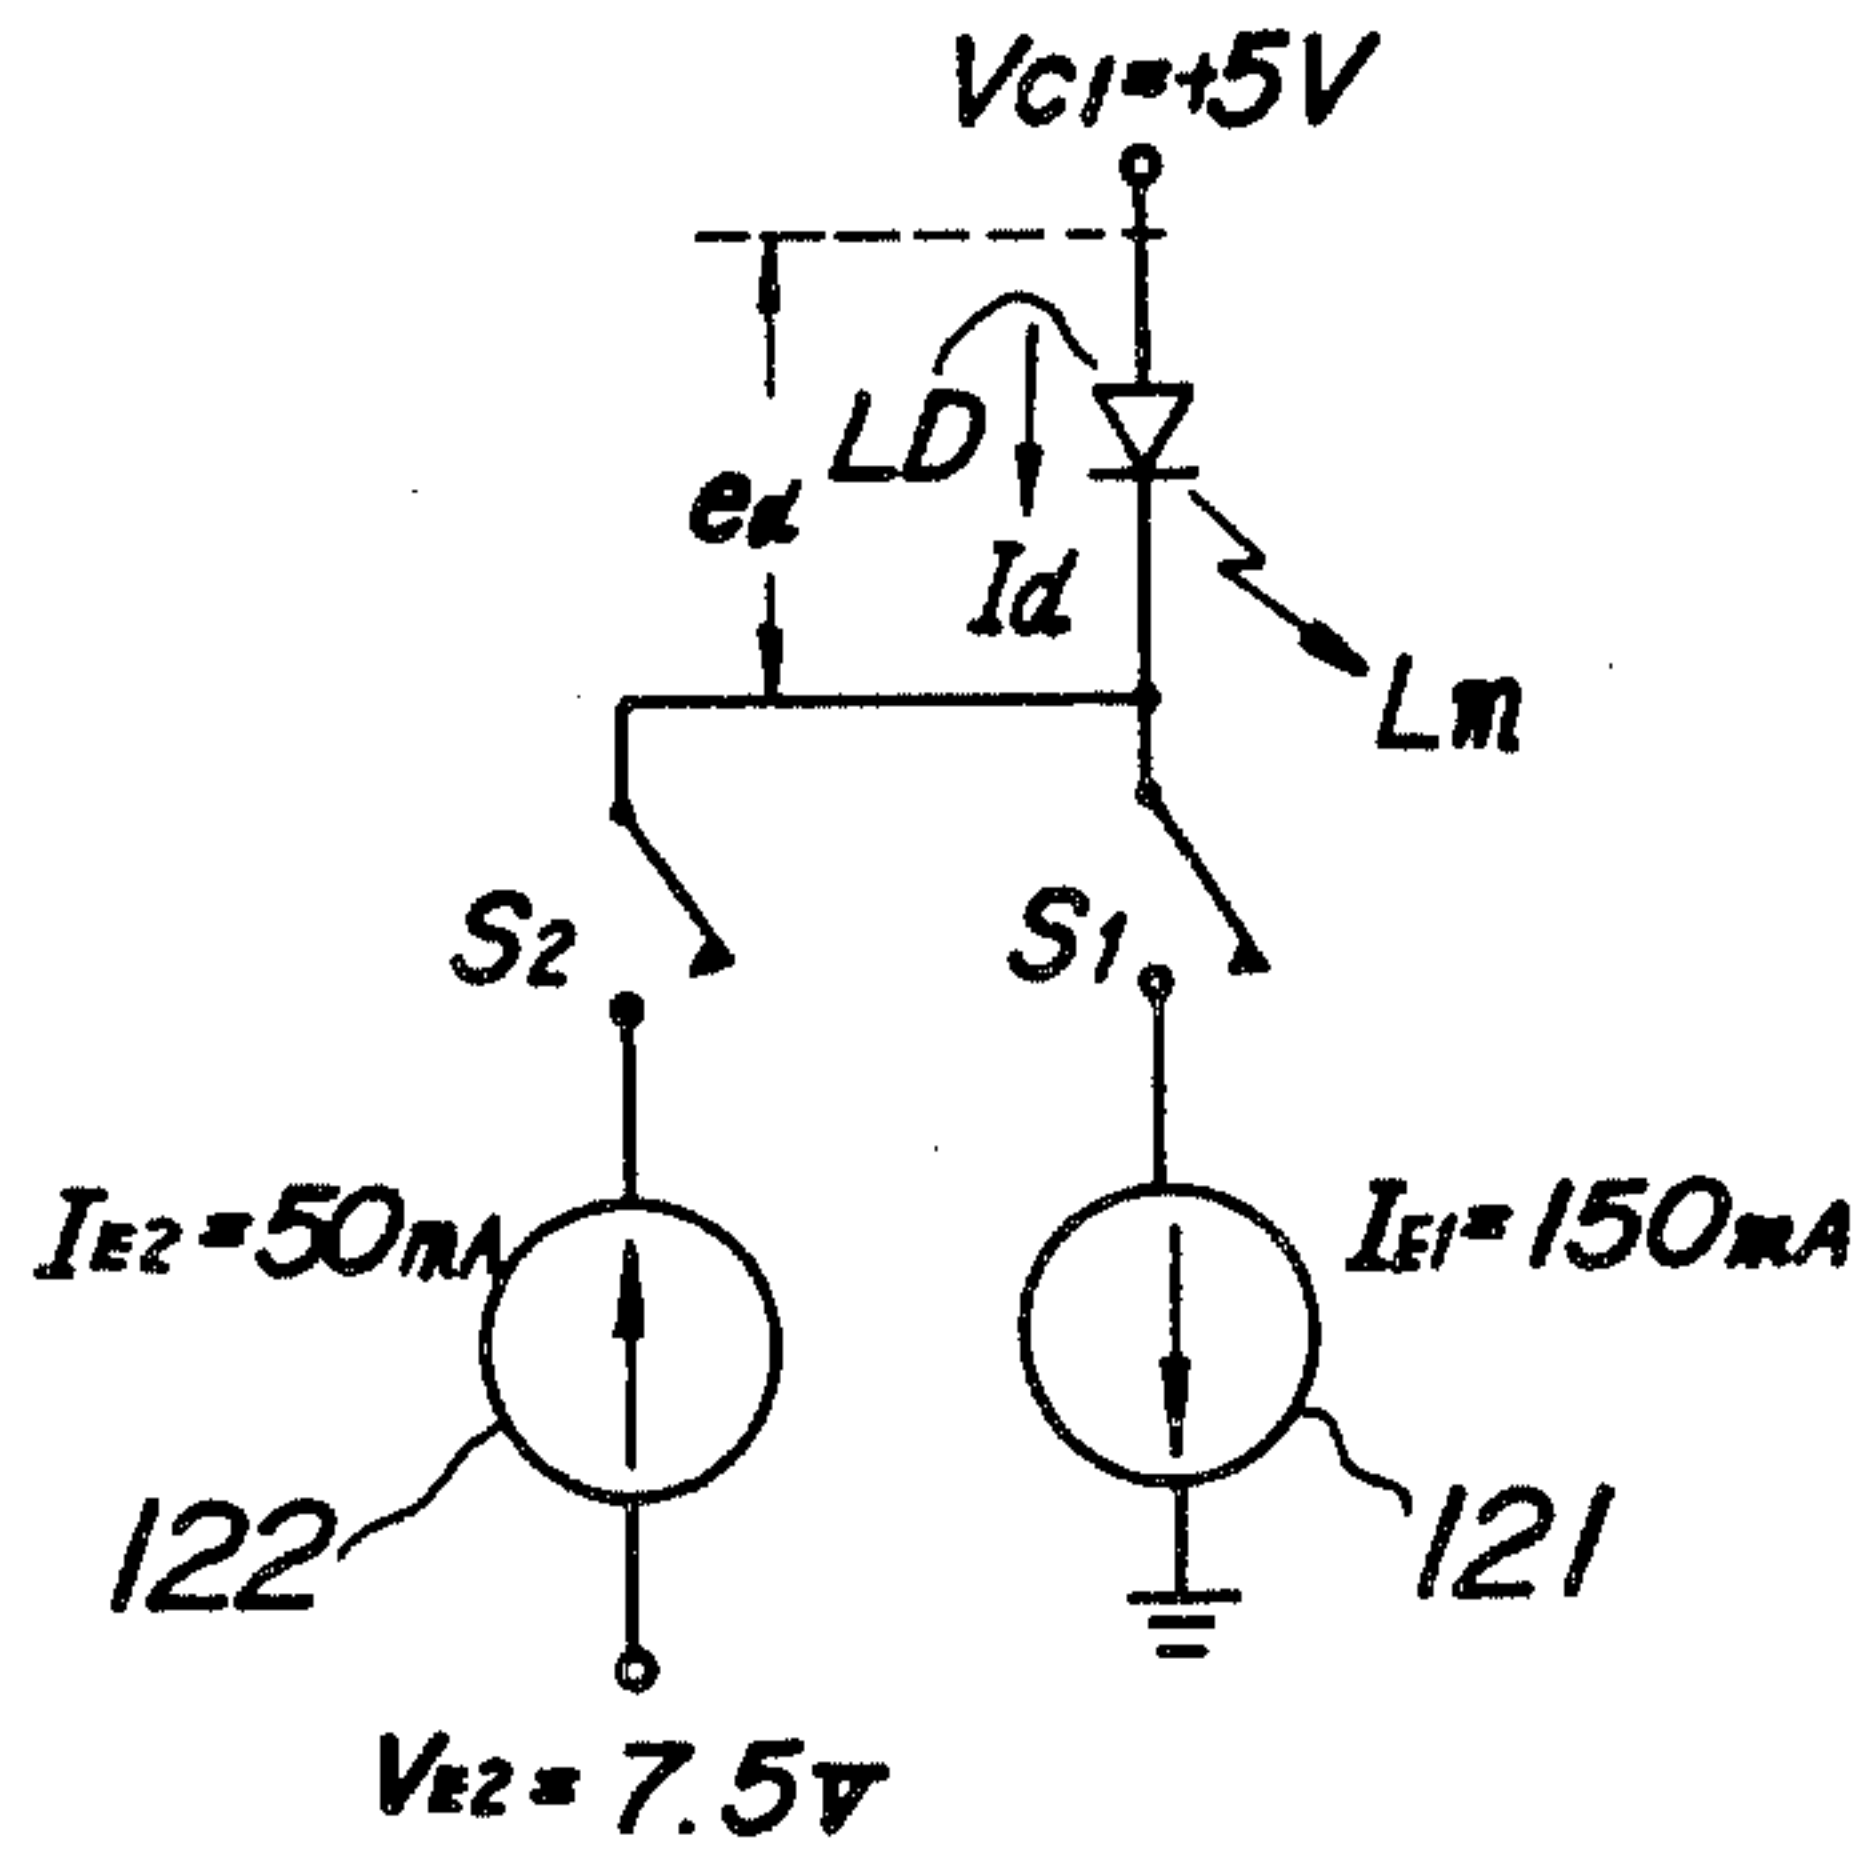 VC1=+5V
LD
ed
Id
Lm
S2
S1
IE2=50mA
IE1=150mA
122
121
VE2=7.5V